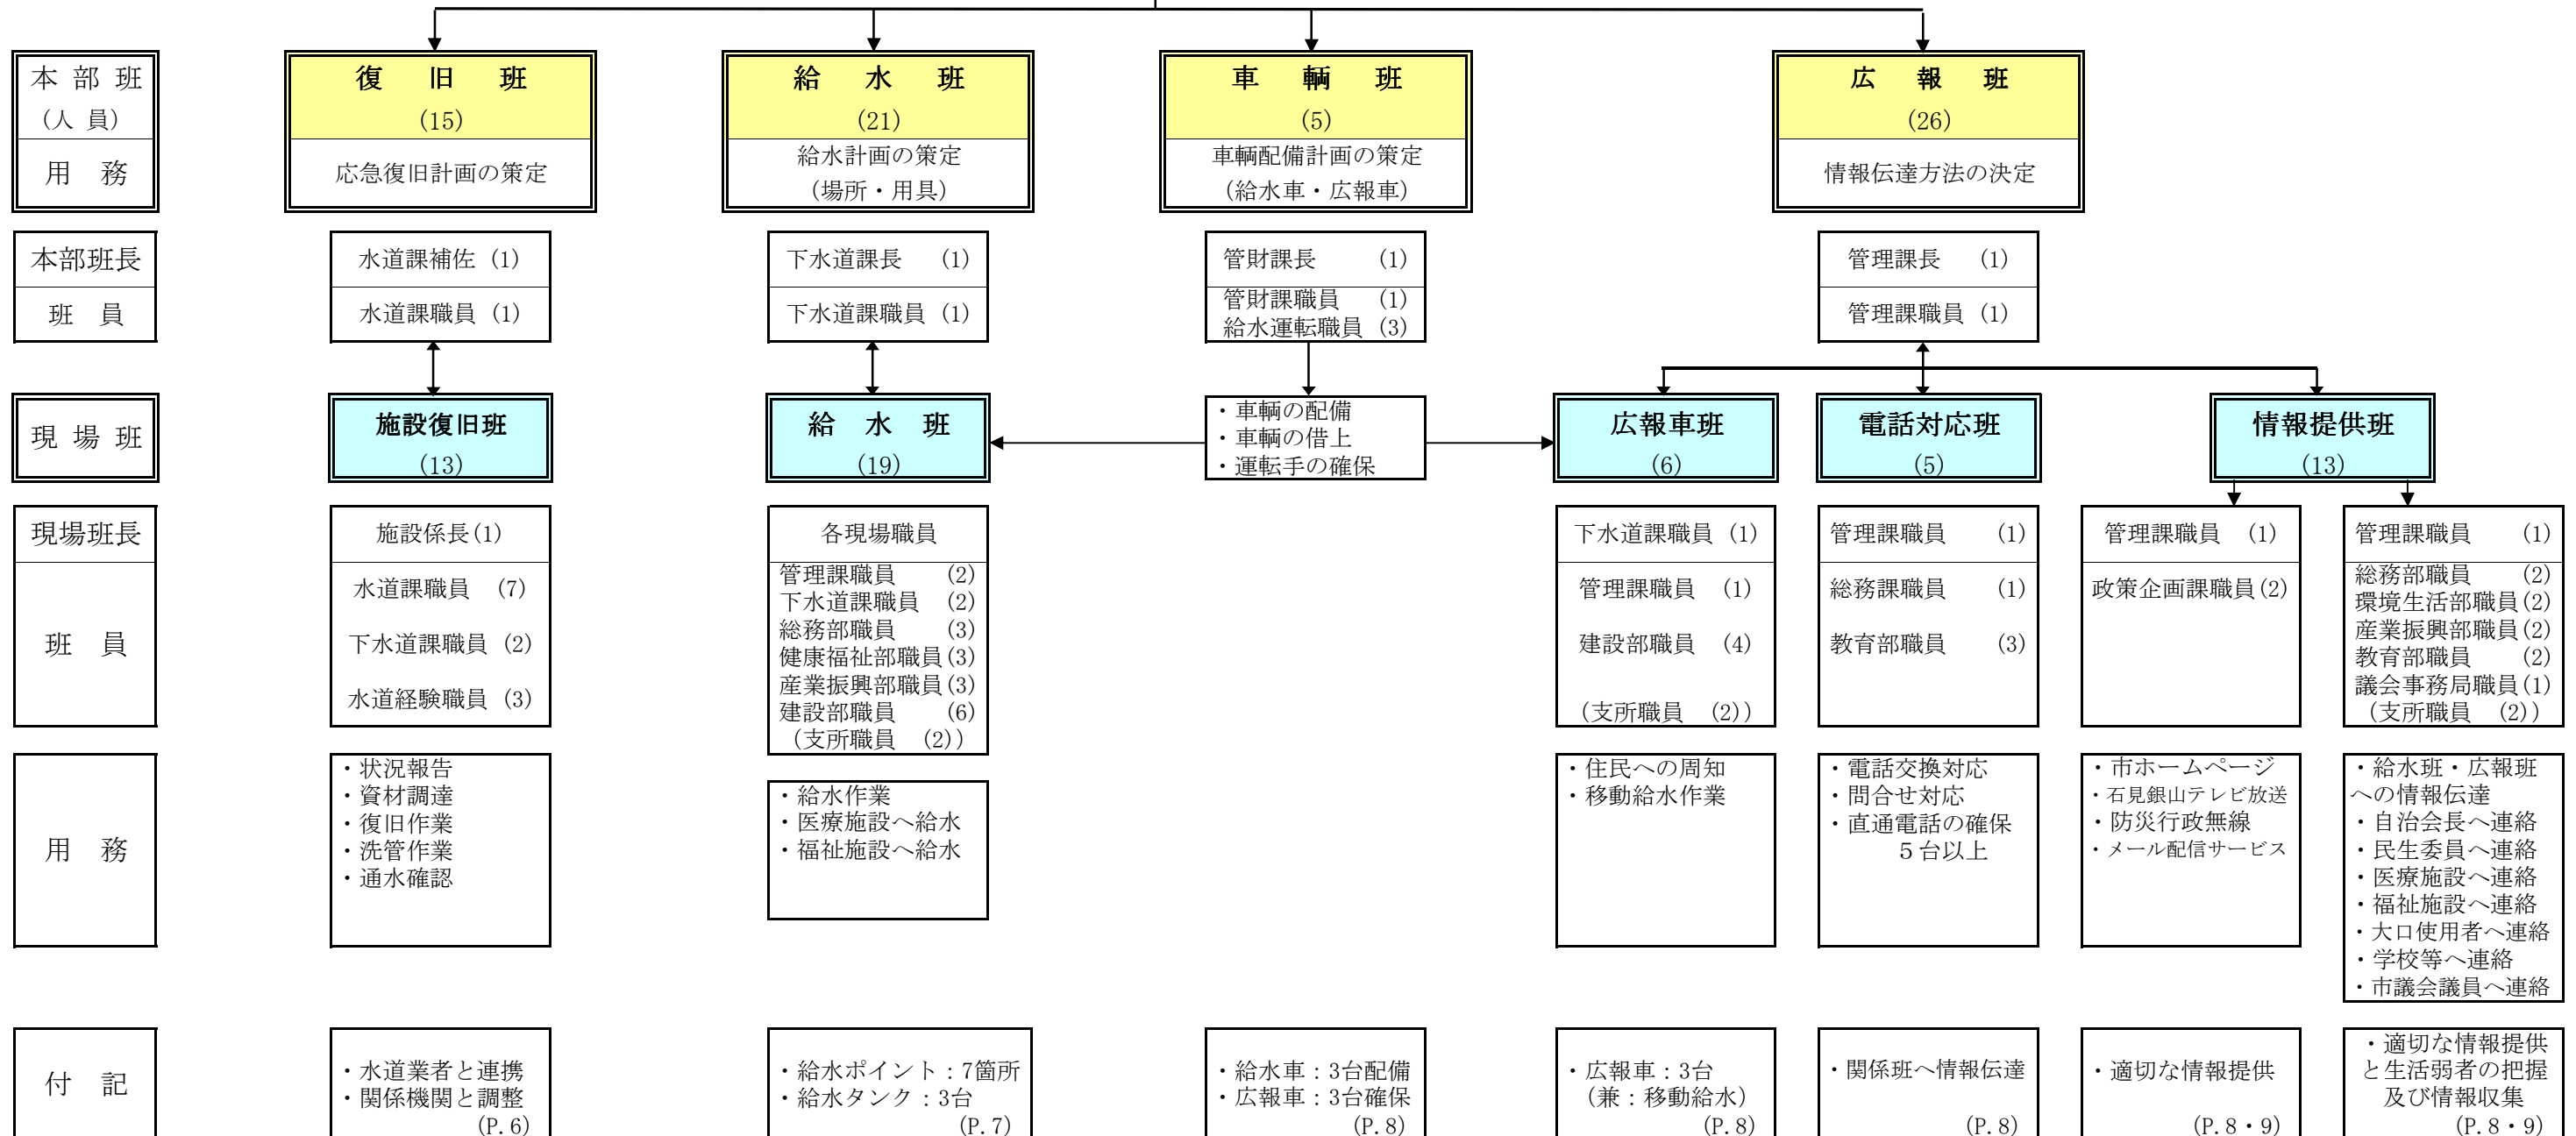 本部班
（人員）
用務
復旧班
(15)
応急復旧計画の策定
給水班
(21)
給水計画の策定
（場所・用具）
車輌班
(5)
車輌配備計画の策定
（給水車・広報車）
広報班
(26)
情報伝達方法の決定
本部班長
班員
水道課補佐 (1)
水道課職員 (1)
下水道課長 (1)
下水道課職員 (1)
管財課長 (1)
管財課職員 (1)
給水運転職員 (3)
管理課長 (1)
管理課職員 (1)
現場班
施設復旧班
(13)
給水班
(19)
・車輌の配備
・車輌の借上
・運転手の確保
広報車班
(6)
電話対応班
(5)
情報提供班
(13)
現場班長
班員
施設係長(1)
水道課職員 (7)
下水道課職員 (2)
水道経験職員 (3)
各現場職員
管理課職員 (2)
下水道課職員 (2)
総務部職員 (3)
健康福祉部職員(3)
産業振興部職員(3)
建設部職員 (6)
（支所職員 (2)）
下水道課職員 (1)
管理課職員 (1)
建設部職員 (4)
（支所職員 (2)）
管理課職員 (1)
総務課職員 (1)
教育部職員 (3)
管理課職員 (1)
政策企画課職員(2)
管理課職員 (1)
総務部職員 (2)
環境生活部職員(2)
産業振興部職員(2)
教育部職員 (2)
議会事務局職員(1)
（支所職員 (2)）
用務
・状況報告
・資材調達
・復旧作業
・洗管作業
・通水確認
・給水作業
・医療施設へ給水
・福祉施設へ給水
・住民への周知
・移動給水作業
・電話交換対応
・問合せ対応
・直通電話の確保
５台以上
・市ホームページ
・石見銀山テレビ放送
・防災行政無線
・メール配信サービス
・給水班・広報班
への情報伝達
・自治会長へ連絡
・民生委員へ連絡
・医療施設へ連絡
・福祉施設へ連絡
・大口使用者へ連絡
・学校等へ連絡
・市議会議員へ連絡
付記
・水道業者と連携
・関係機関と調整
(P.6)
・給水ポイント：7箇所
・給水タンク：3台
(P.7)
・給水車：3台配備
・広報車：3台確保
(P.8)
・広報車：3台
（兼：移動給水）
(P.8)
・関係班へ情報伝達
(P.8)
・適切な情報提供
(P.8・9)
・適切な情報提供
と生活弱者の把握
及び情報収集
(P.8・9)